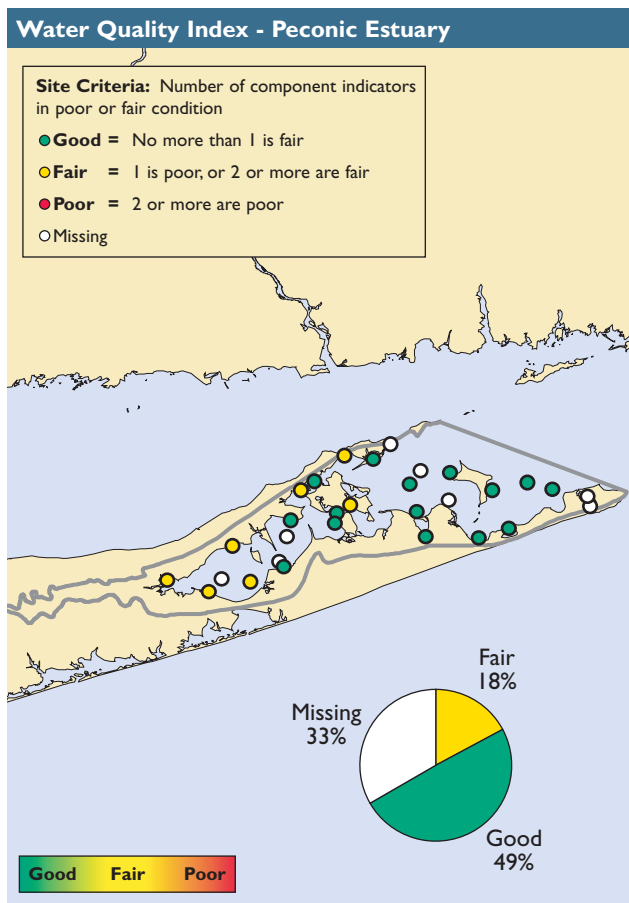 Water Quality Index - Peconic Estuary
Site Criteria: Number of component indicators
in poor or fair condition
Good = No more than 1 is fair
Fair = 1 is poor, or 2 or more are fair
Poor = 2 or more are poor
Missing
Fair
18%
Missing
33%
Good
49%
Good Fair Poor